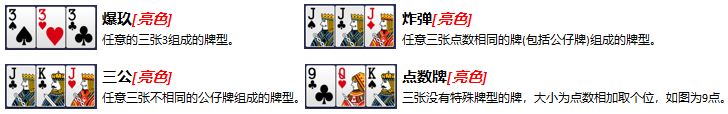 爆玖[亮色]
任意的三张3组成的牌型。
炸弹[亮色]
任意三张点数相同的牌(包括公仔牌)组成的牌型。
三公[亮色]
任意三张不相同的公仔牌组成的牌型。
点数牌[亮色]
三张没有特殊牌型的牌，大小为点数相加取个位，如图为9点。
3 3 3
J J J
J K J
9 Q K